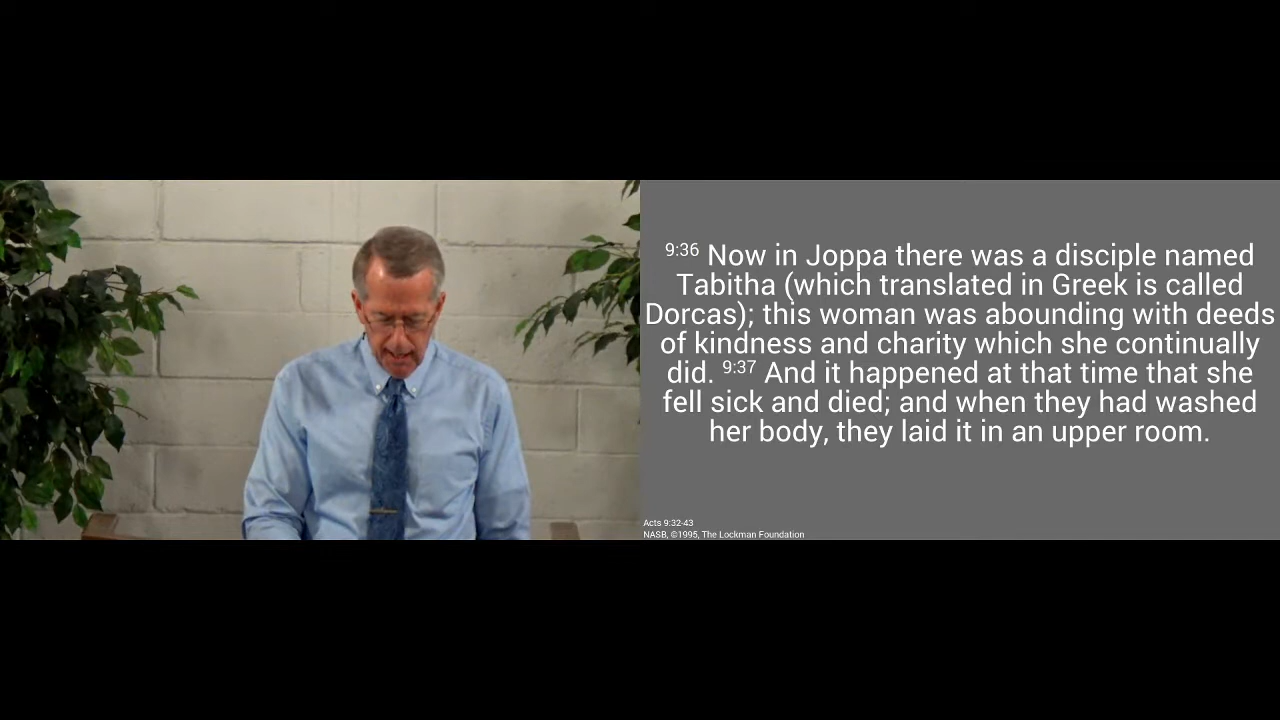 9:36 Now in Joppa there was a disciple named
Tabitha (which translated in Greek is called
Dorcas); this woman was abounding with deeds
of kindness and charity which she continually
did. 9:37 And it happened at that time that she
fell sick and died; and when they had washed
her body, they laid it in an upper room.
Acts 9:32-43
NASB, ©1995, The Lockman Foundation